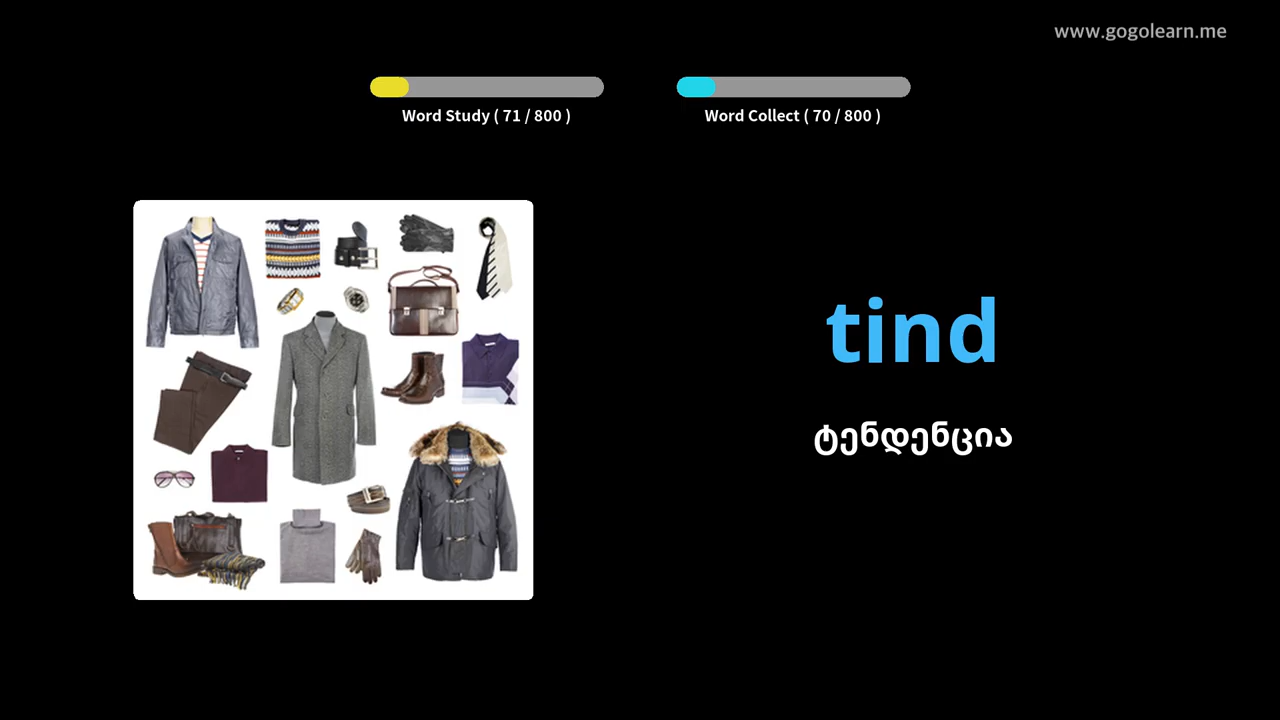 www.gogolearn.me
Word Study ( 71 / 800 )
Word Collect ( 70 / 800 )
tind
ტენდენცია